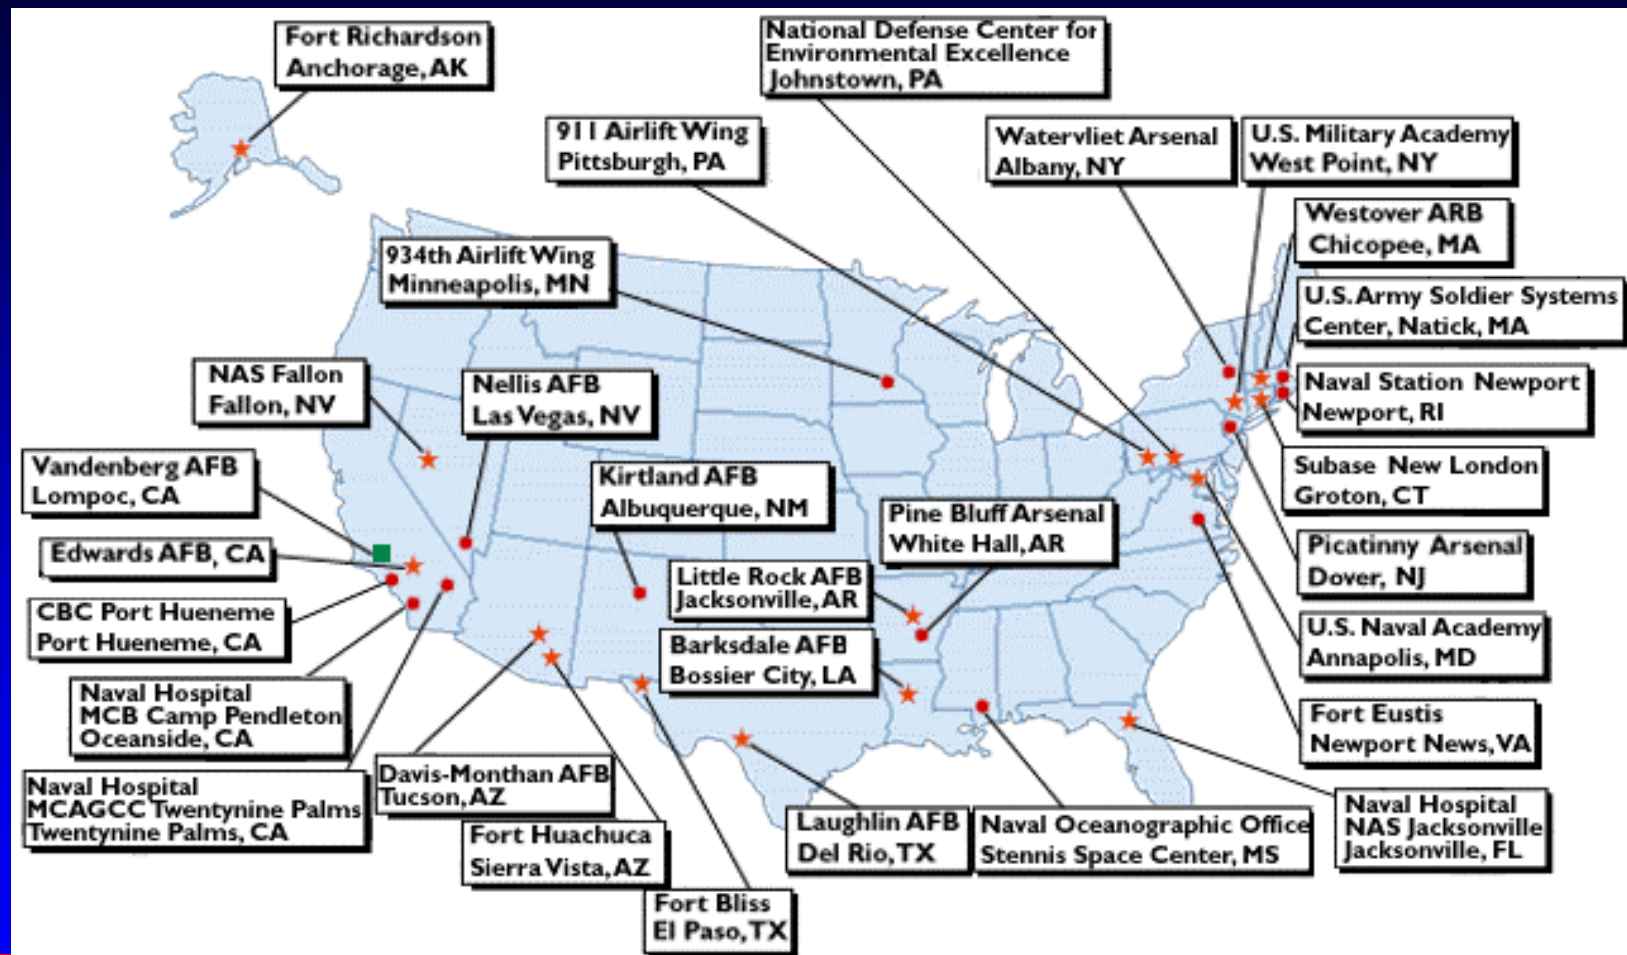 Fort Richardson
Anchorage, AK
National Defense Center for
Environmental Excellence
Johnstown, PA
911 Airlift Wing
Pittsburgh, PA
Watervliet Arsenal
Albany, NY
U.S. Military Academy
West Point, NY
Westover ARB
Chicopee, MA
934th Airlift Wing
Minneapolis, MN
U.S. Army Soldier Systems
Center, Natick, MA
NAS Fallon
Fallon, NV
Nellis AFB
Las Vegas, NV
Naval Station Newport
Newport, RI
Vandenberg AFB
Lompoc, CA
Kirtland AFB
Albuquerque, NM
Subase New London
Groton, CT
Pine Bluff Arsenal
White Hall, AR
Edwards AFB, CA
Picatinny Arsenal
Dover, NJ
Little Rock AFB
Jacksonville, AR
CBC Port Hueneme
Port Hueneme, CA
U.S. Naval Academy
Annapolis, MD
Barksdale AFB
Bossier City, LA
Naval Hospital
MCB Camp Pendleton
Oceanside, CA
Fort Eustis
Newport News, VA
Naval Hospital
MCAGCC Twentynine Palms
Twentynine Palms, CA
Davis-Monthan AFB
Tucson, AZ
Fort Huachuca
Sierra Vista, AZ
Laughlin AFB
Del Rio, TX
Naval Oceanographic Office
Stennis Space Center, MS
Naval Hospital
NAS Jacksonville
Jacksonville, FL
Fort Bliss
El Paso, TX